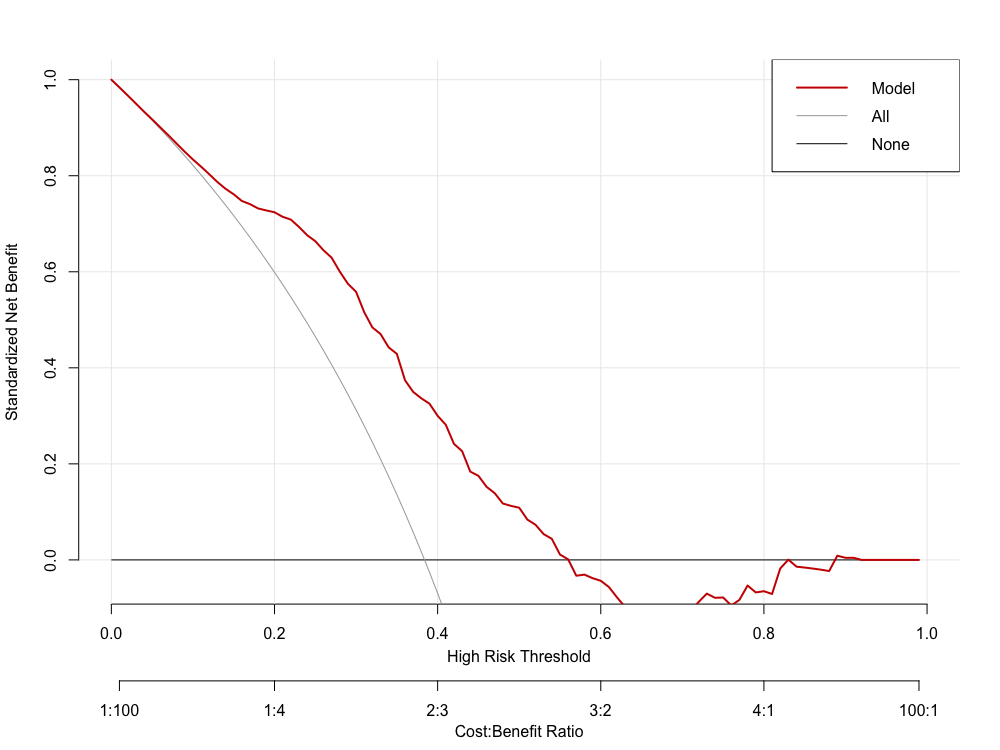 Model
All
None
Standardized Net Benefit
1.0
0.8
0.6
0.4
0.2
0.0
0.0 0.2 0.4 0.6 0.8 1.0
High Risk Threshold
1:100 1:4 2:3 3:2 4:1 100:1
Cost:Benefit Ratio